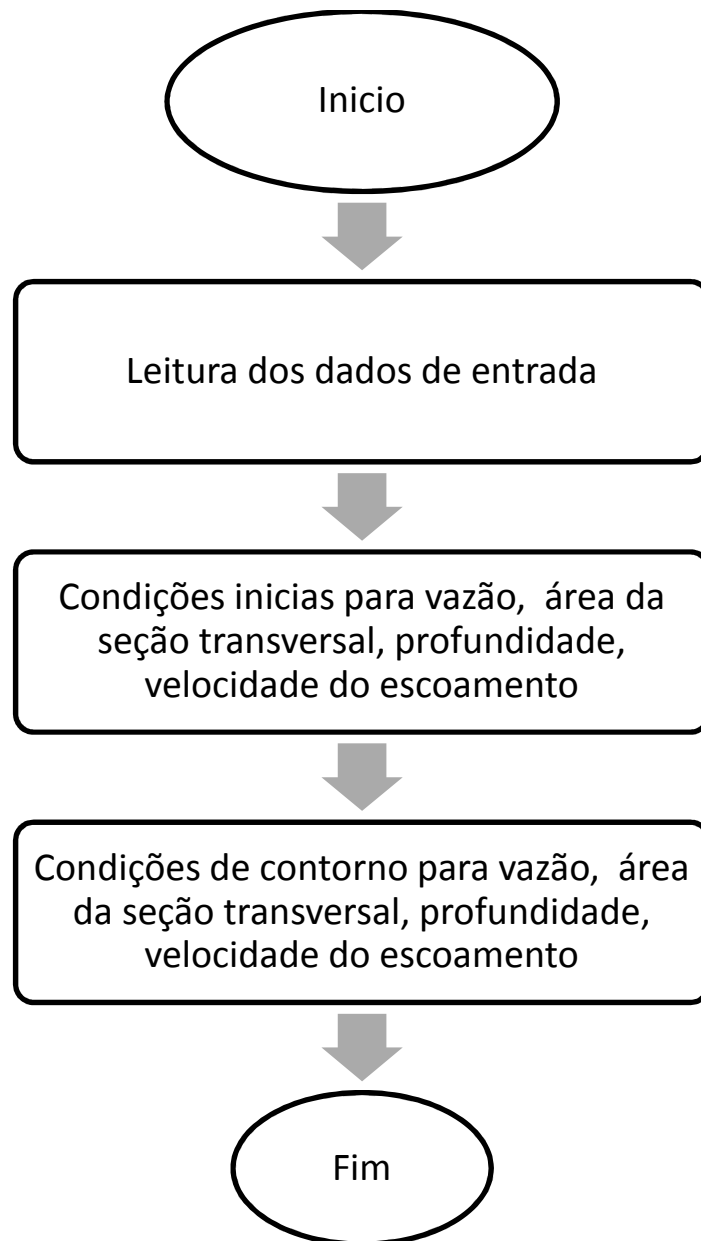 Inicio
Leitura dos dados de entrada
Condições inicias para vazão, área da
seção transversal, profundidade,
velocidade do escoamento
Condições de contorno para vazão, área
da seção transversal, profundidade,
velocidade do escoamento
Fim